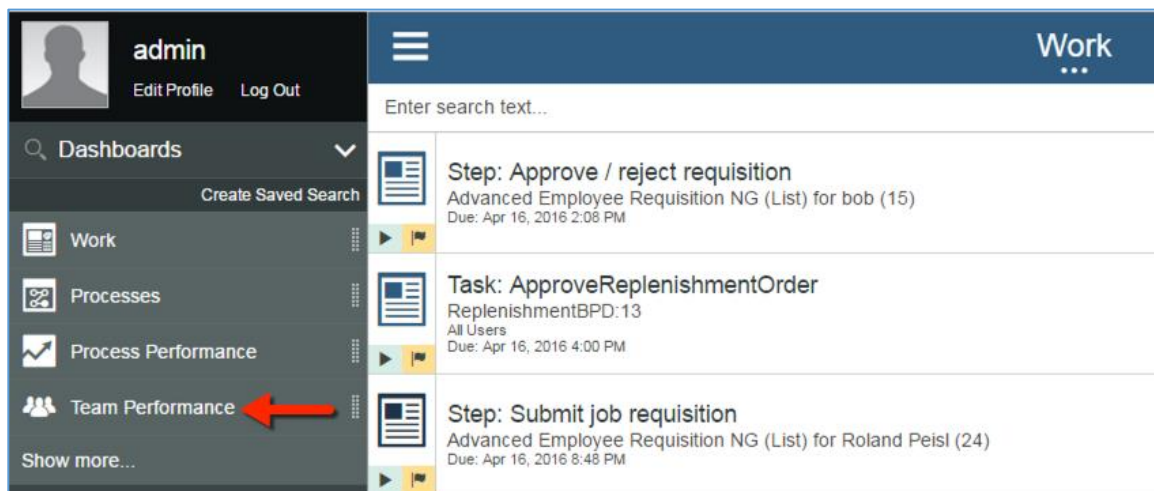 admin
Edit Profile Log Out
Dashboards
Create Saved Search
Work
Processes
Process Performance
Team Performance
Show more...
Work
Enter search text...
Step: Approve / reject requisition
Advanced Employee Requisition NG (List) for bob (15)
Due: Apr 16, 2016 2:08 PM
Task: ApproveReplenishmentOrder
ReplenishmentBPD:13
All Users
Due: Apr 16, 2016 4:00 PM
Step: Submit job requisition
Advanced Employee Requisition NG (List) for Roland Peisl (24)
Due: Apr 16, 2016 8:48 PM